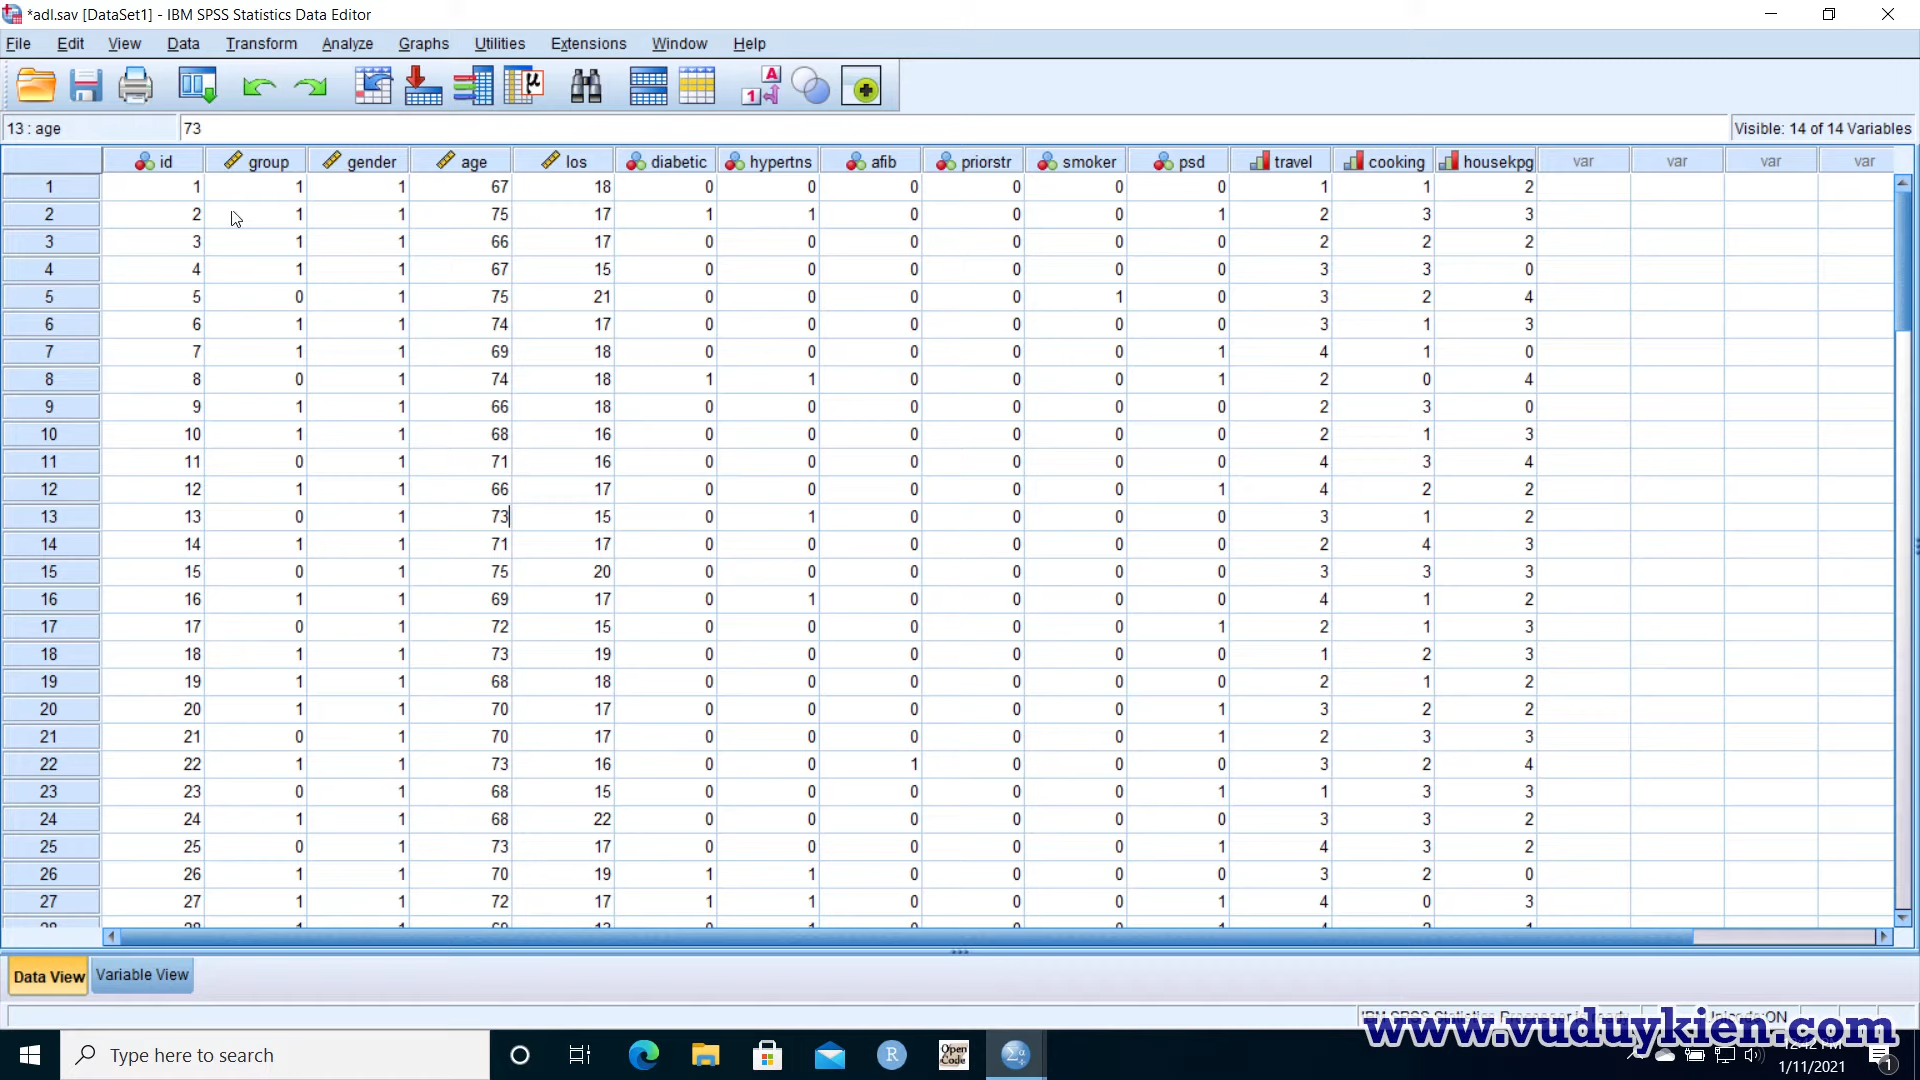 *adl.sav [DataSet1] - IBM SPSS Statistics Data Editor
File Edit View Data Transform Analyze Graphs Utilities Extensions Window Help
13 : age 73 Visible: 14 of 14 Variables
id group gender age los diabetic hypertns afib priorstr smoker psd travel cooking housekpg var var var var
1 1 1 1 67 18 0 0 0 0 0 0 1 1 2
2 2 1 1 75 17 1 1 0 0 0 1 2 3 3
3 3 1 1 66 17 0 0 0 0 0 0 2 2 2
4 4 1 1 67 15 0 0 0 0 0 0 3 3 0
5 5 0 1 75 21 0 0 0 0 1 0 3 2 4
6 6 1 1 74 17 0 0 0 0 0 0 3 1 3
7 7 1 1 69 18 0 0 0 0 0 1 4 1 0
8 8 0 1 74 18 1 1 0 0 0 1 2 0 4
9 9 1 1 66 18 0 0 0 0 0 0 2 3 0
10 10 1 1 68 16 0 0 0 0 0 0 2 1 3
11 11 0 1 71 16 0 0 0 0 0 0 4 3 4
12 12 1 1 66 17 0 0 0 0 0 1 4 2 2
13 13 0 1 73 15 0 1 0 0 0 0 3 1 2
14 14 1 1 71 17 0 0 0 0 0 0 2 4 3
15 15 0 1 75 20 0 0 0 0 0 0 3 3 3
16 16 1 1 69 17 0 1 0 0 0 0 4 1 2
17 17 0 1 72 15 0 0 0 0 0 1 2 1 3
18 18 1 1 73 19 0 0 0 0 0 0 1 2 3
19 19 1 1 68 18 0 0 0 0 0 0 2 1 2
20 20 1 1 70 17 0 0 0 0 0 1 3 2 2
21 21 0 1 70 17 0 0 0 0 0 1 2 3 3
22 22 1 1 73 16 0 0 1 0 0 0 3 2 4
23 23 0 1 68 15 0 0 0 0 0 1 1 3 3
24 24 1 1 68 22 0 0 0 0 0 0 3 3 2
25 25 0 1 73 17 0 0 0 0 0 1 4 3 2
26 26 1 1 70 19 1 1 0 0 0 0 3 2 0
27 27 1 1 72 17 1 1 0 0 0 1 4 0 3
Data View Variable View
www.vuduykien.com
Type here to search
Open Code
1/11/2021
1